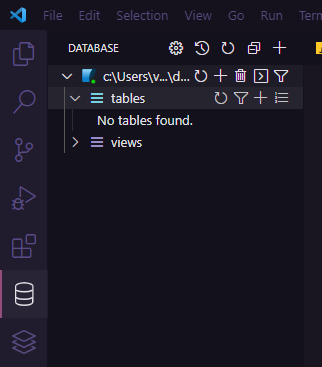 File Edit Selection View Go Run Term
DATABASE
c:\Users\v...\d...
tables
No tables found.
views